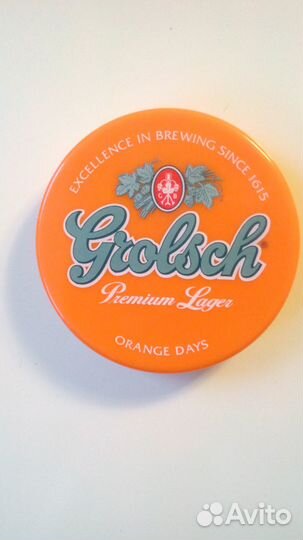 EXCELLENCE IN BREWING SINCE 1615
Grolsch
Premium Lager
ORANGE DAYS
Avito